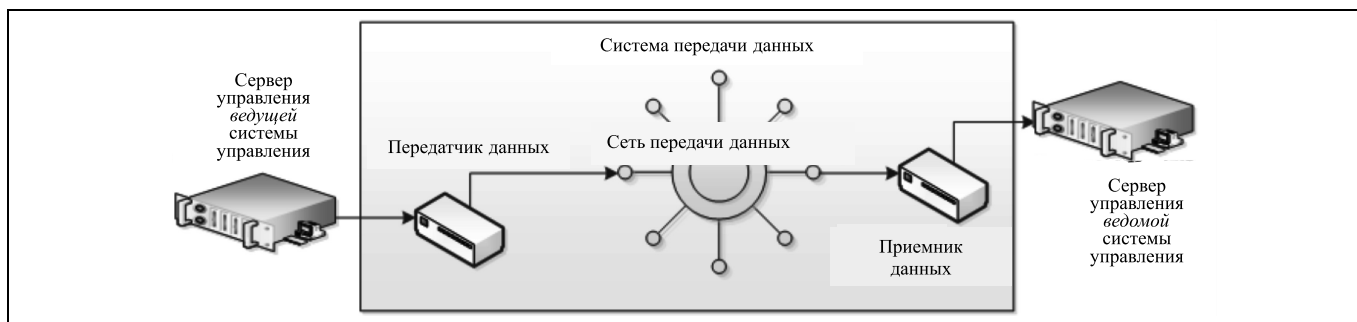 Система передачи данных
Сервер
управления
ведущей
системы
управления
Передатчик данных
Сеть передачи данных
Приемник
данных
Сервер
управления
ведомой
системы
управления